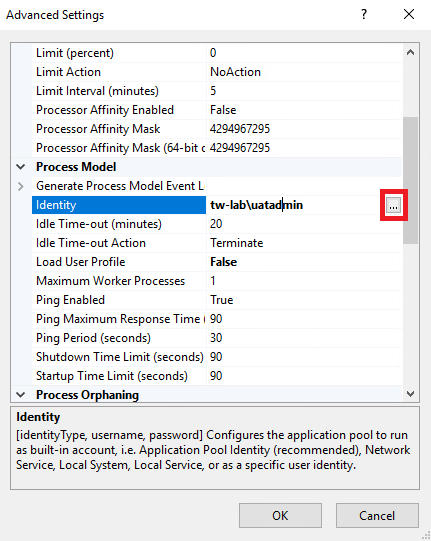 Advanced Settings
Limit (percent) 0
Limit Action NoAction
Limit Interval (minutes) 5
Processor Affinity Enabled False
Processor Affinity Mask 4294967295
Processor Affinity Mask (64-bit 4294967295
Process Model
Generate Process Model Event L
Identity tw-lab\uatadmin ...
Idle Time-out (minutes) 20
Idle Time-out Action Terminate
Load User Profile False
Maximum Worker Processes 1
Ping Enabled True
Ping Maximum Response Time ( 90
Ping Period (seconds) 30
Shutdown Time Limit (seconds) 90
Startup Time Limit (seconds) 90
Process Orphaning
Identity
[identityType, username, password] Configures the application pool to run
as built-in account, i.e. Application Pool Identity (recommended), Network
Service, Local System, Local Service, or as a specific user identity.
OK Cancel